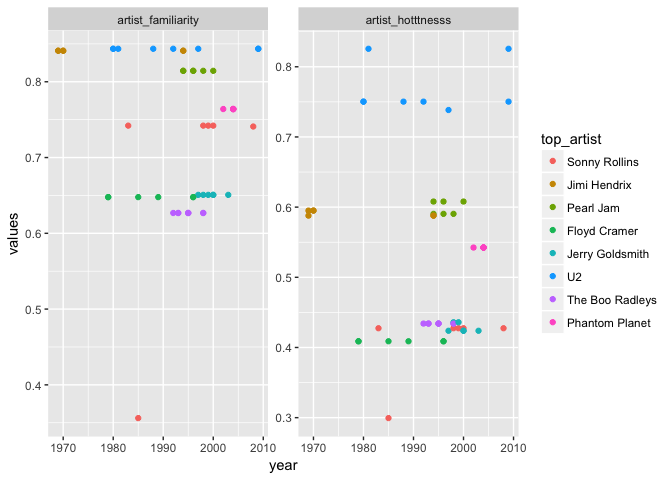 artist_familiarity
artist_hotttnesss
values
0.8
0.7
0.6
0.5
0.4
0.8
0.7
0.6
0.5
0.4
0.3
1970 1980 1990 2000 2010
1970 1980 1990 2000 2010
year
top_artist
Sonny Rollins
Jimi Hendrix
Pearl Jam
Floyd Cramer
Jerry Goldsmith
U2
The Boo Radleys
Phantom Planet